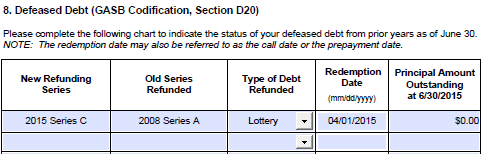 8. Defeased Debt (GASB Codification, Section D20)
Please complete the following chart to indicate the status of your defeased debt from prior years as of June 30.
NOTE: The redemption date may also be referred to as the call date or the prepayment date.
New Refunding Series
Old Series Refunded
Type of Debt Refunded
Redemption Date (mm/dd/yyyy)
Principal Amount Outstanding at 6/30/2015
2015 Series C 2008 Series A Lottery 04/01/2015 $0.00